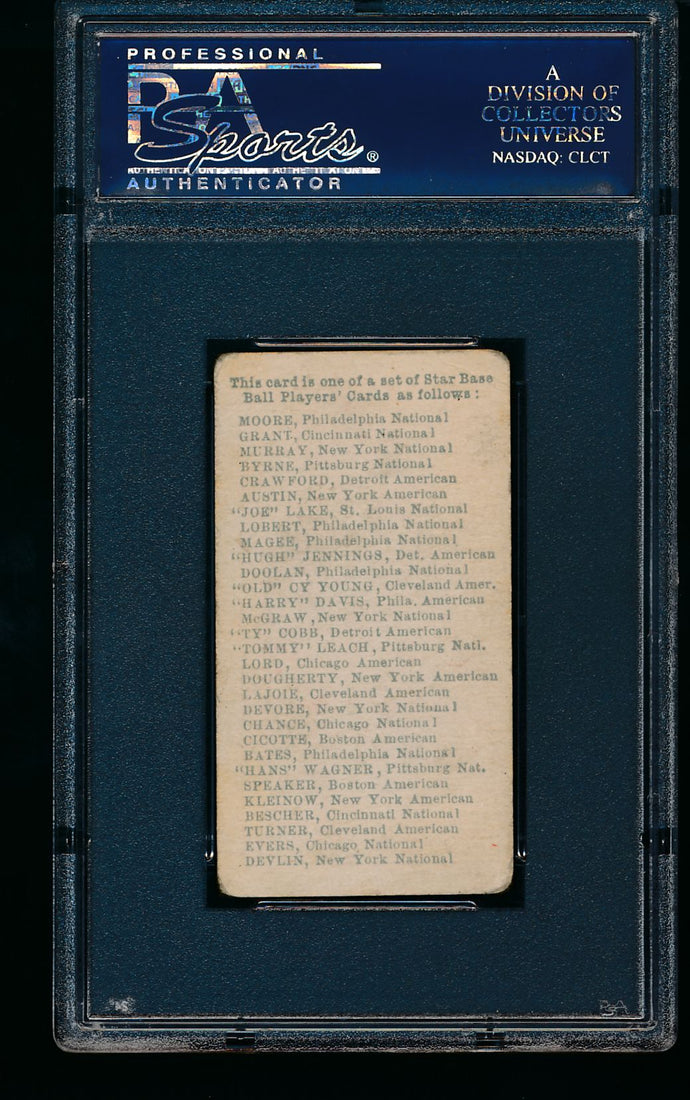 PROFESSIONAL
PSA
Sports®
AUTHENTICATOR
A
DIVISION OF
COLLECTORS
UNIVERSE
NASDAQ: CLCT
This card is one of a set of Star Base
Ball Players' Cards as follows:
MOORE, Philadelphia National
GRANT, Cincinnati National
MURRAY, New York National
BYRNE, Pittsburg National
CRAWFORD, Detroit American
AUSTIN, New York American
"JOE" LAKE, St. Louis National
LOBERT, Philadelphia National
MAGEE, Philadelphia National
"HUGH" JENNINGS, Det. American
DOOLAN, Philadelphia National
"OLD" CY YOUNG, Cleveland Amer.
"HARRY" DAVIS, Phila. American
McGRAW, New York National
"TY" COBB, Detroit American
"TOMMY" LEACH, Pittsburg Natl.
LORD, Chicago American
DOUGHERTY, New York American
LAJOIE, Cleveland American
DEVORE, New York National
CHANCE, Chicago National
CICOTTE, Boston American
BATES, Philadelphia National
"HANS" WAGNER, Pittsburg Nat.
SPEAKER, Boston American
KLEINOW, New York American
BESCHER, Cincinnati National
TURNER, Cleveland American
EVERS, Chicago National
DEVLIN, New York National
PSA